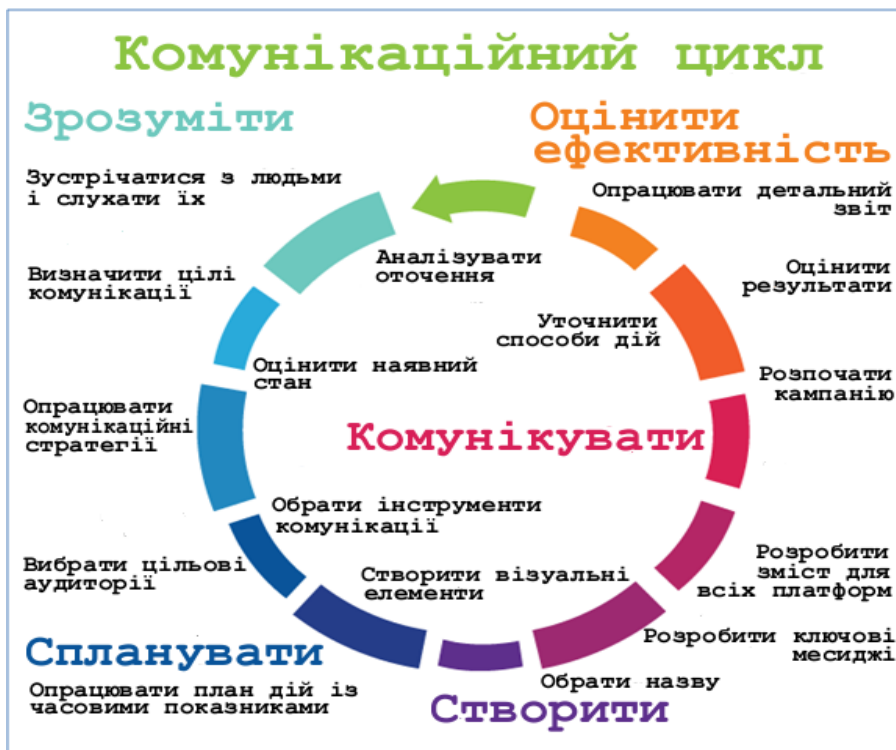 Комунікаційний цикл
Зрозуміти
Зустрічатися з людьми
і слухати їх
Визначити цілі
комунікації
Аналізувати
оточення
Оцінити наявний
стан
Опрацювати
комунікаційні
стратегії
Обрати інструменти
комунікації
Вибрати цільові
аудиторії
Спланувати
Опрацювати план дій із
часовими показниками
Створити візуальні
елементи
Створити
Обрати назву
Розробити ключові
месиджі
Розробити
зміст для
всіх платформ
Комунікувати
Розпочати
кампанію
Уточнити
способи дій
Оцінити
результати
Опрацювати детальний
звіт
Оцінити
ефективність